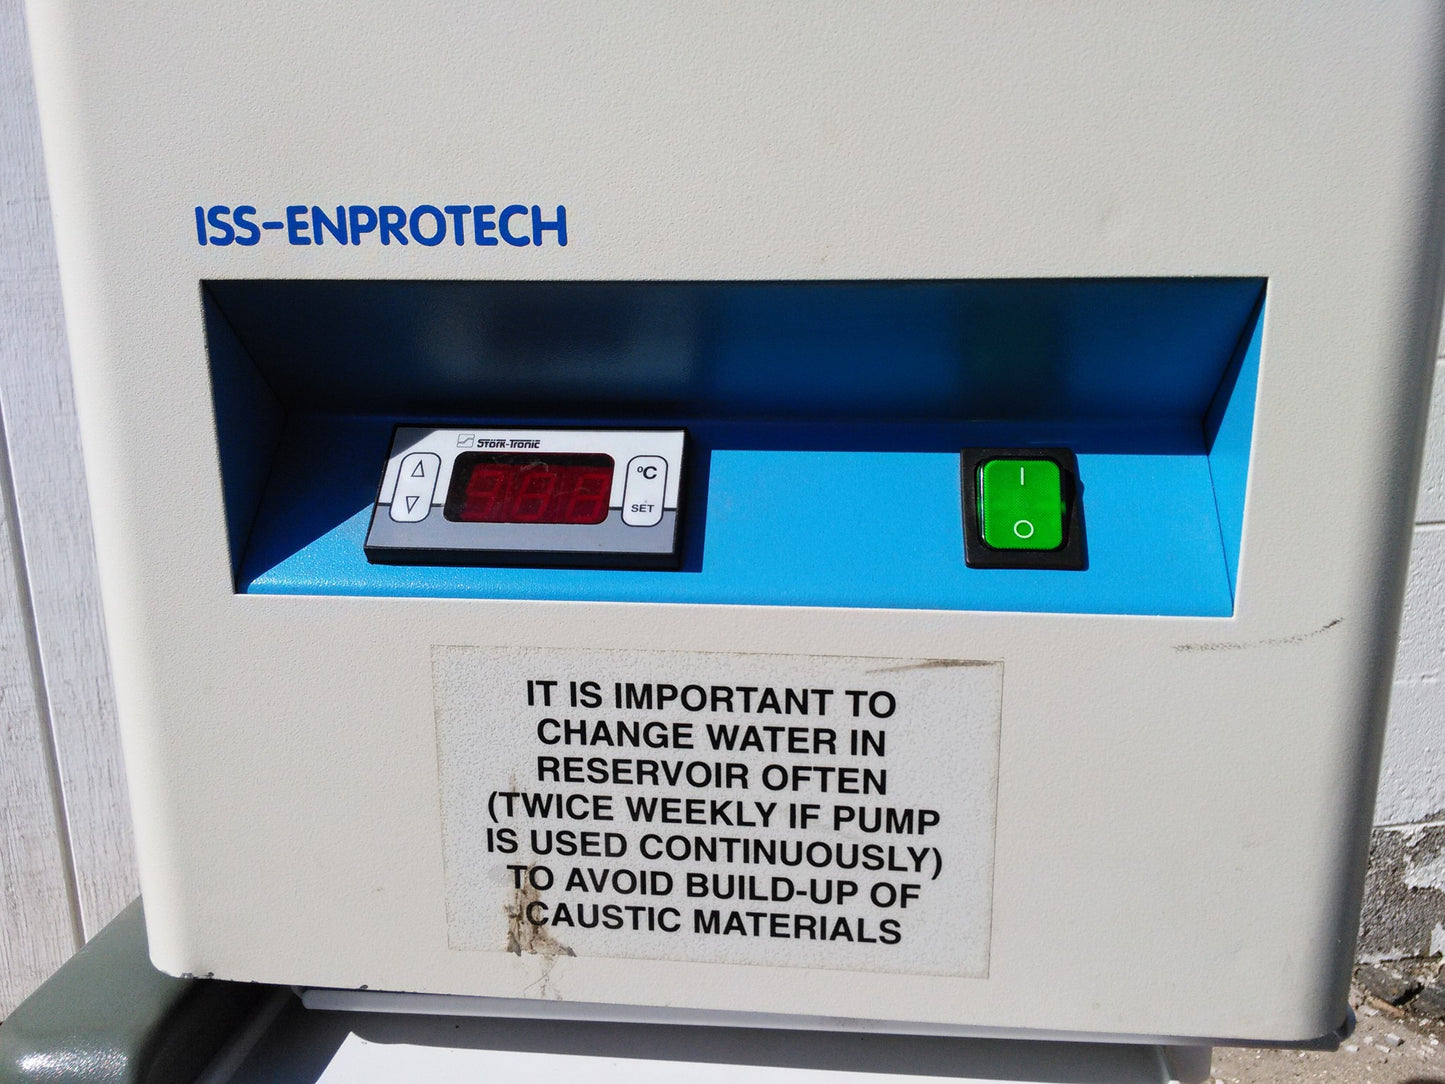 ISS-ENPROTECH
Störk-Tronic
°C
SET
IT IS IMPORTANT TO
CHANGE WATER IN
RESERVOIR OFTEN
(TWICE WEEKLY IF PUMP
IS USED CONTINUOUSLY)
TO AVOID BUILD-UP OF
CAUSTIC MATERIALS